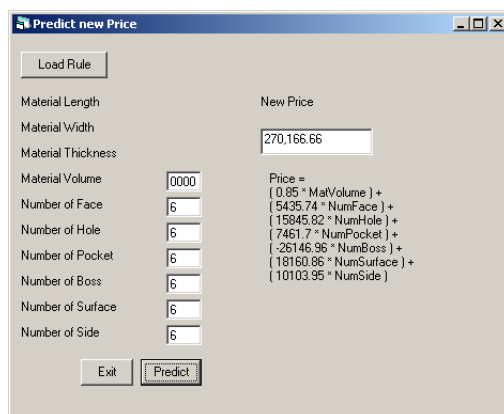 Predict new Price
Load Rule
Material Length
Material Width
Material Thickness
Material Volume 0000
Number of Face 6
Number of Hole 6
Number of Pocket 6
Number of Boss 6
Number of Surface 6
Number of Side 6
Exit Predict
New Price
270,166.66
Price =
( 0.85 * MatVolume ) +
( 5435.74 * NumFace ) +
( 15845.82 * NumHole ) +
( 7461.7 * NumPocket ) +
( -26146.96 * NumBoss ) +
( 18160.86 * NumSurface ) +
( 10103.95 * NumSide )